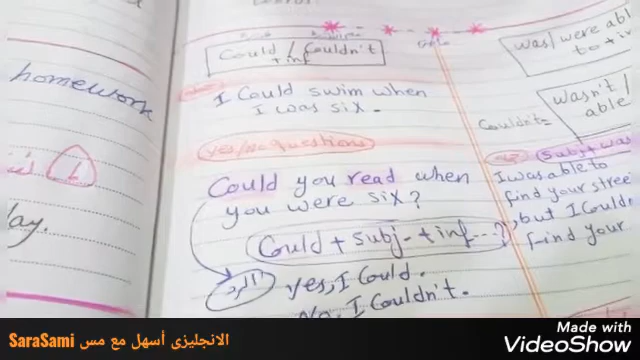 homework
day.
Could / Couldn't
+ inf
I Could swim when
I was six.
yes/no questions
Could you read when
you were six?
Could + subj- + inf ---?
الرد
Yes, I Could.
No, I Couldn't.
was/were able
to + inf
wasn't /
able
Couldn't =
Subj + was
I was able to
find your stree
, but I Couldn
find your
الانجليزى أسهل مع مس SaraSami
Made with
VideoShow